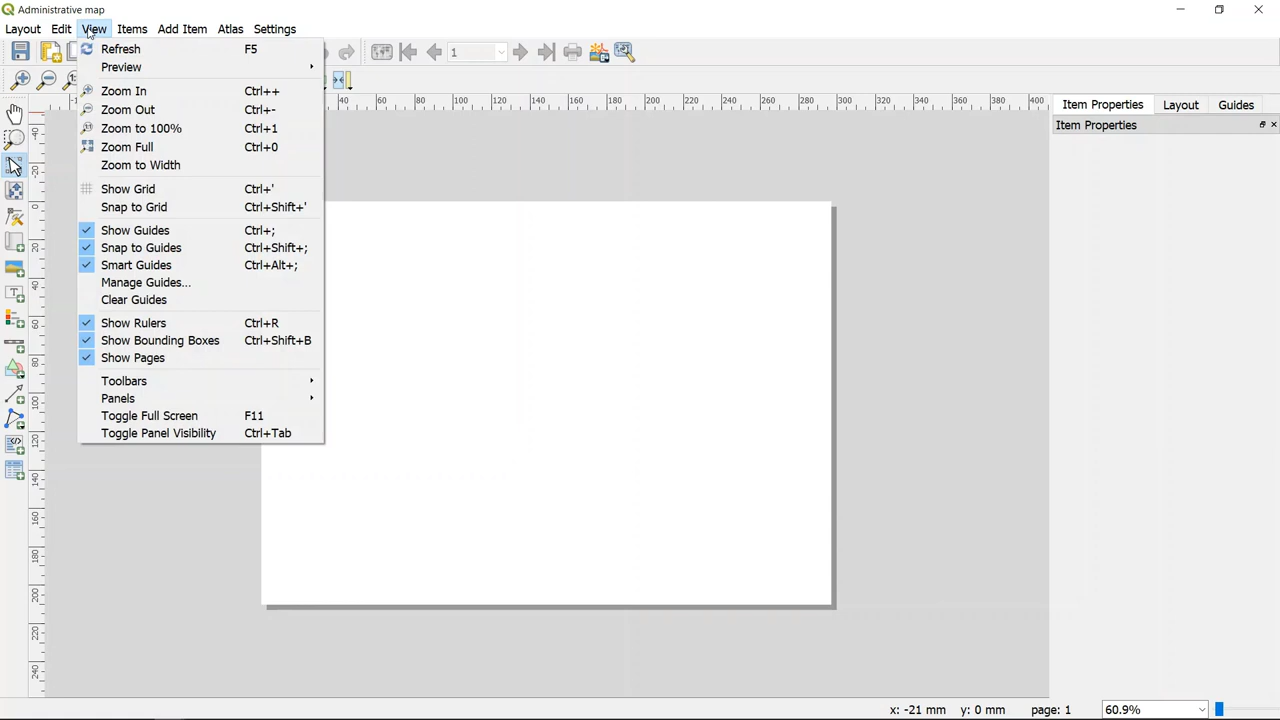 Administrative map
Layout Edit View Items Add Item Atlas Settings
Refresh F5
Preview
Zoom In Ctrl++
Zoom Out Ctrl+-
Zoom to 100% Ctrl+1
Zoom Full Ctrl+0
Zoom to Width
Show Grid Ctrl+'
Snap to Grid Ctrl+Shift+'
Show Guides Ctrl+;
Snap to Guides Ctrl+Shift+;
Smart Guides Ctrl+Alt+;
Manage Guides...
Clear Guides
Show Rulers Ctrl+R
Show Bounding Boxes Ctrl+Shift+B
Show Pages
Toolbars
Panels
Toggle Full Screen F11
Toggle Panel Visibility Ctrl+Tab
1
40 60 80 100 120 140 160 180 200 220 240 260 280 300 320 340 360 380 400
-40
-20
0
20
40
60
80
100
120
140
160
180
200
220
240
Item Properties Layout Guides
Item Properties
x: -21 mm y: 0 mm page: 1 60.9%